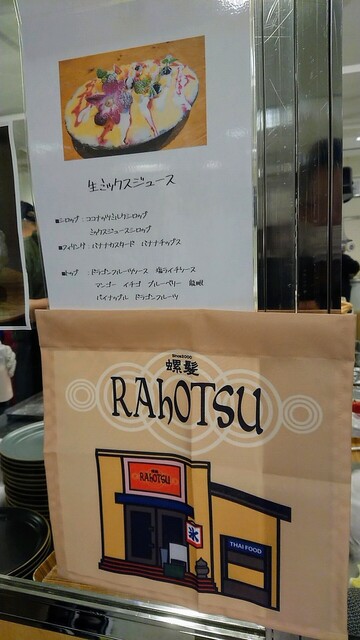 生ミックスジュース
■シロップ ココナッツミルクシロップ
ミックスジュースシロップ
■フィリング バナナカスタード バナナチップス
■トップ ドラゴンフルーツソース 塩ライチソース
マンゴー イチゴ ブルーベリー 龍眼
パイナップル ドラゴンフルーツ
since2000
螺髪
RAhOTSU
RAhOTSU
氷
THAI FOOD